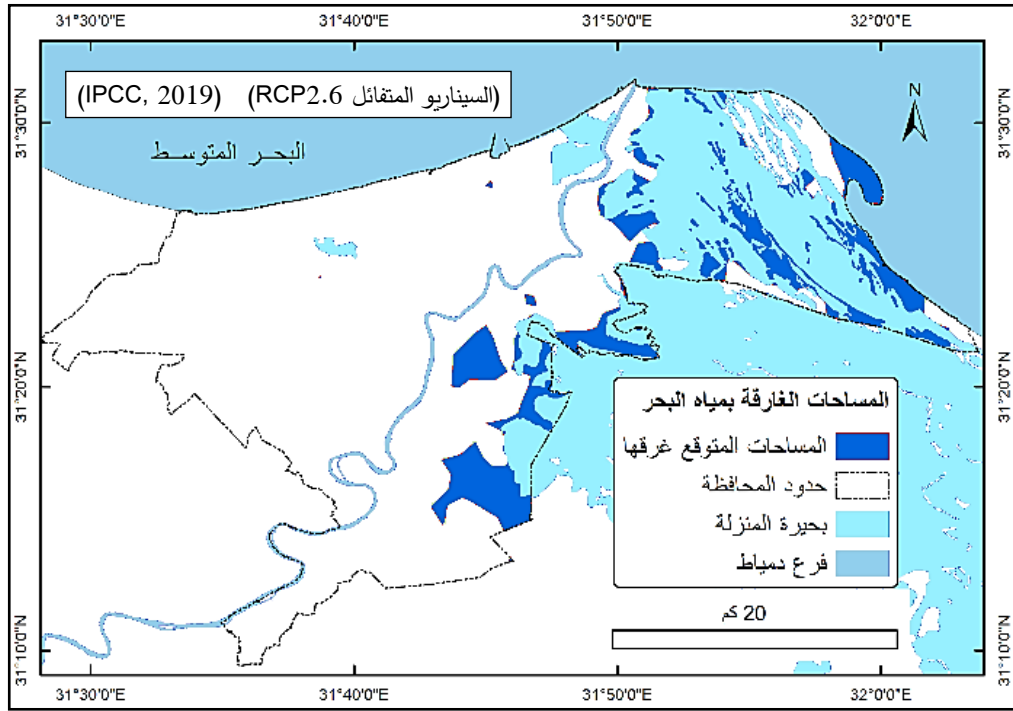 31°30'0"E 31°40'0"E 31°50'0"E 32°0'0"E
(السيناريو المتفائل RCP2.6) (IPCC, 2019)
N
31°30'0"N
31°30'0"N
البحر المتوسط
31°20'0"N
31°20'0"N
المساحات الغارقة بمياه البحر
المساحات المتوقع غرقها
حدود المحافظة
بحيرة المنزلة
فرع دمياط
20 كم
31°10'0"N
31°10'0"N
31°30'0"E 31°40'0"E 31°50'0"E 32°0'0"E